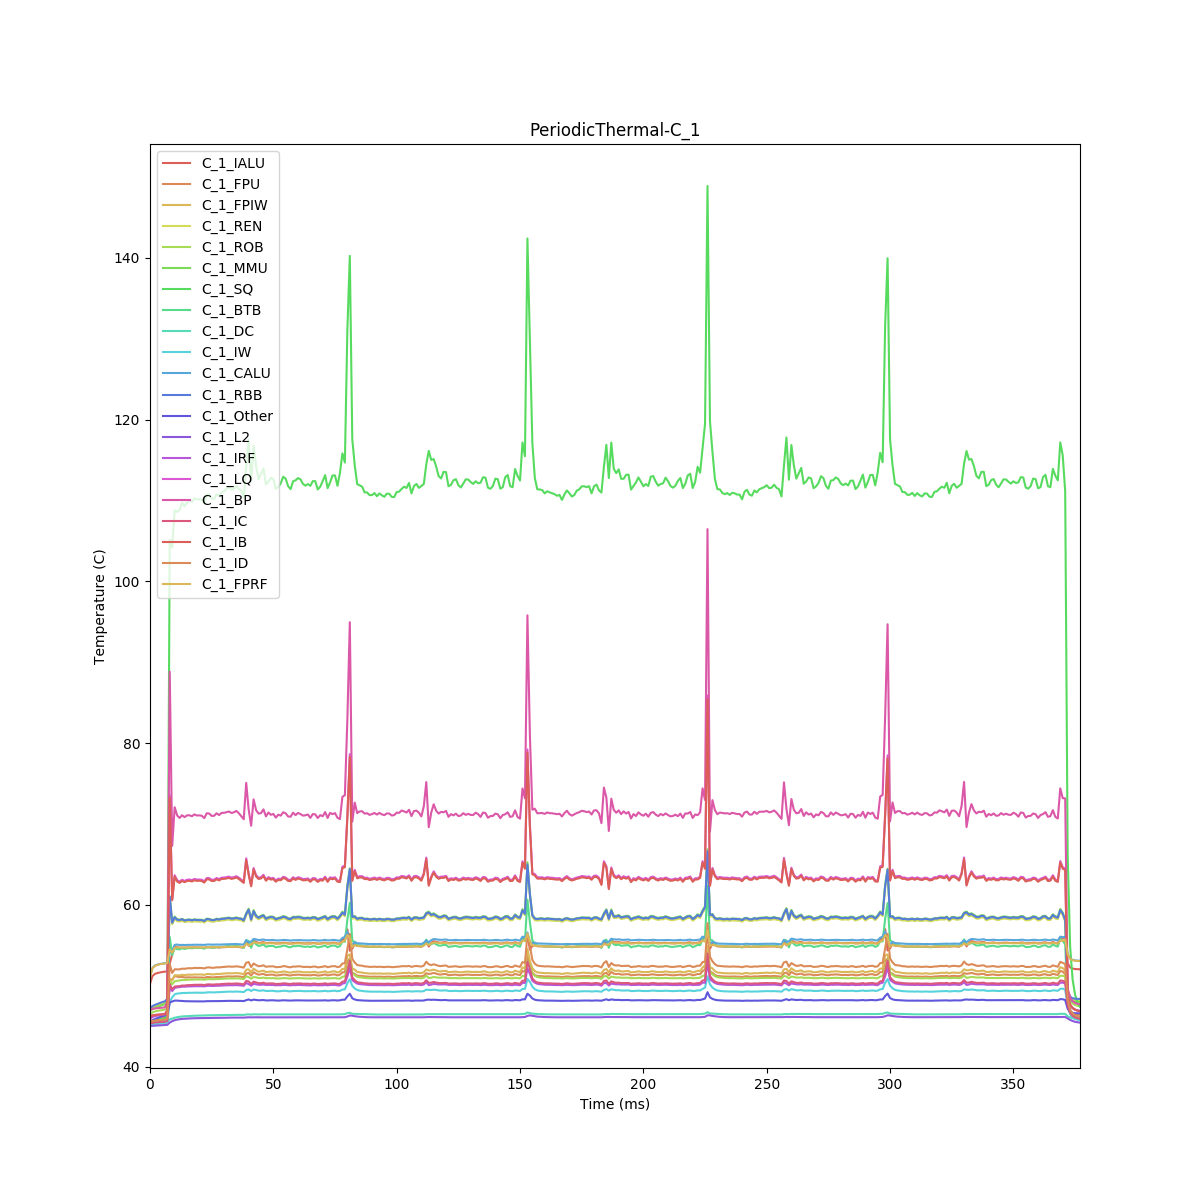 PeriodicThermal-C_1
C_1_IALU
C_1_FPU
C_1_FPIW
C_1_REN
C_1_ROB
C_1_MMU
C_1_SQ
C_1_BTB
C_1_DC
C_1_IW
C_1_CALU
C_1_RBB
C_1_Other
C_1_L2
C_1_IRF
C_1_LQ
C_1_BP
C_1_IC
C_1_IB
C_1_ID
C_1_FPRF
Temperature (C)
140
120
100
80
60
40
0 50 100 150 200 250 300 350
Time (ms)